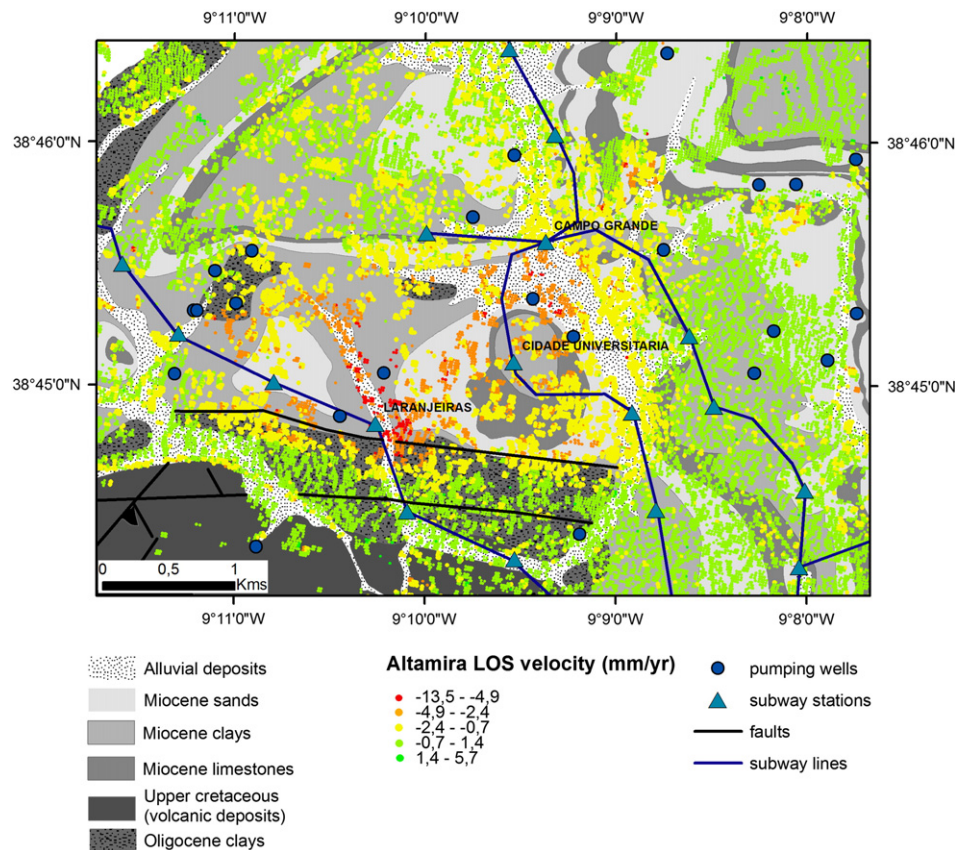 9°11'0"W 9°10'0"W 9°9'0"W 9°8'0"W
38°46'0"N 38°46'0"N
CAMPO GRANDE
CIDADE UNIVERSITARIA
38°45'0"N 38°45'0"N
LARANJEIRAS
0 0,5 1
Kms
9°11'0"W 9°10'0"W 9°9'0"W 9°8'0"W
Alluvial deposits
Miocene sands
Miocene clays
Miocene limestones
Upper cretaceous
(volcanic deposits)
Oligocene clays
Altamira LOS velocity (mm/yr)
-13,5 - -4,9
-4,9 - -2,4
-2,4 - -0,7
-0,7 - 1,4
1,4 - 5,7
pumping wells
subway stations
faults
subway lines